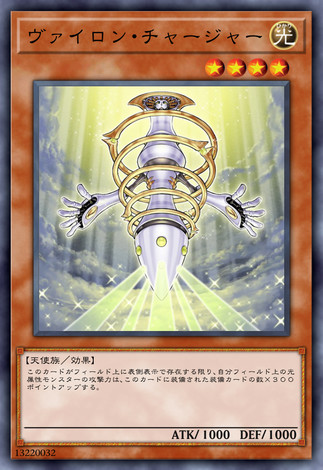 ヴァイロン・チャージャー
光
【天使族/効果】
このカードがフィールド上に表側表示で存在する限り、自分フィールド上の光
属性モンスターの攻撃力は、このカードに装備された装備カードの数×300
ポイントアップする。
ATK/ 1000 DEF/ 1000
13220032